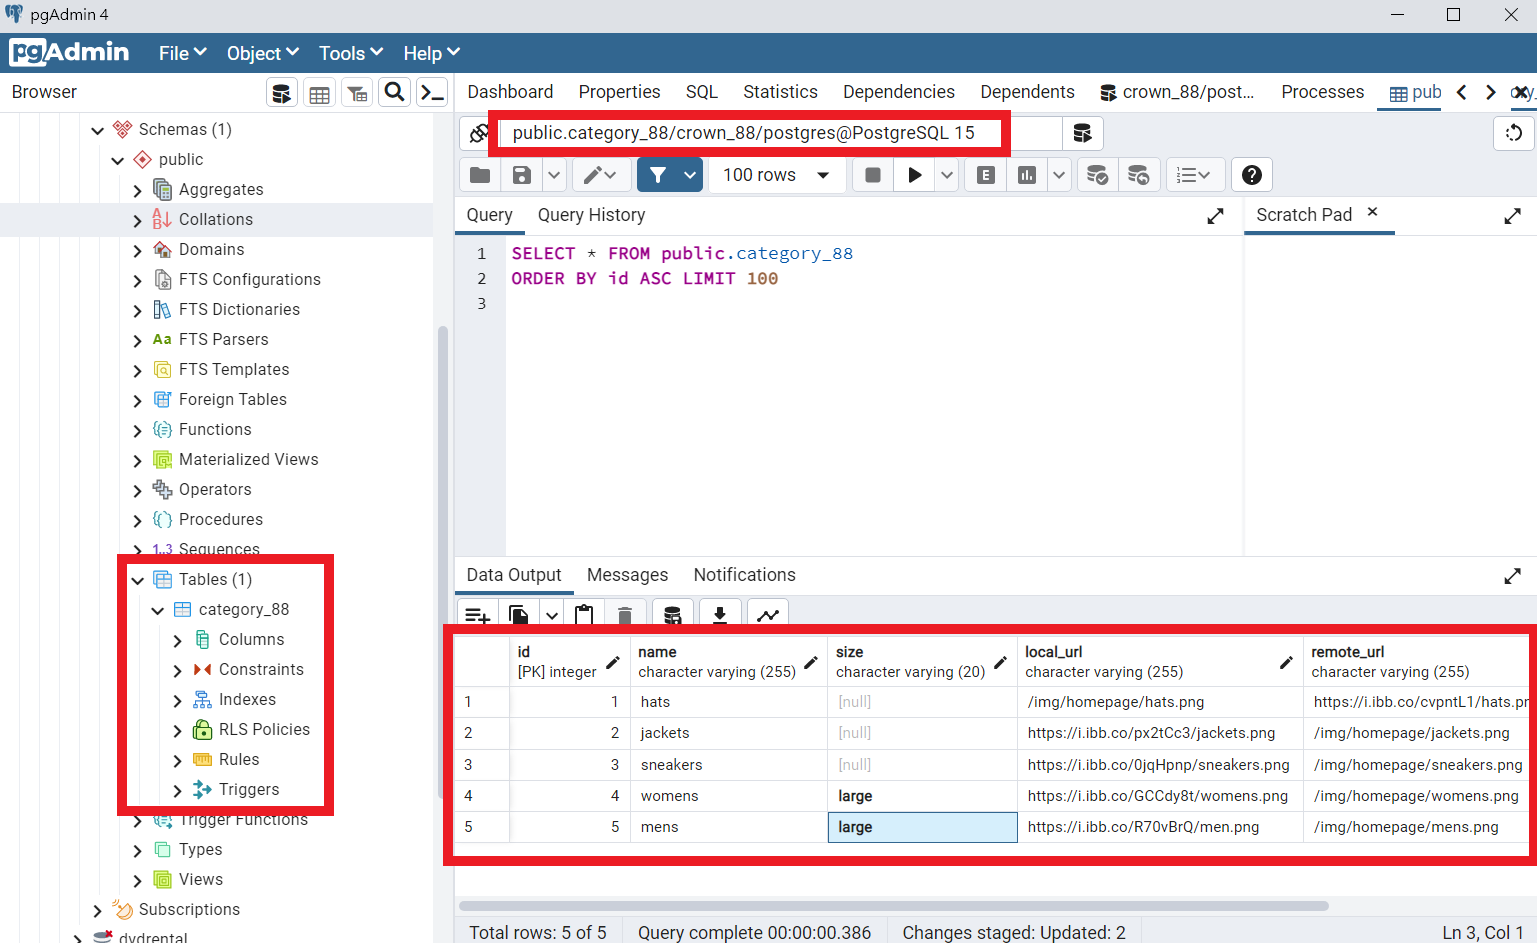 pgAdmin 4
pgAdmin File Object Tools Help
Browser
Dashboard Properties SQL Statistics Dependencies Dependents crown_88/post... Processes pub
Schemas (1)
public
Aggregates
Collations
Domains
FTS Configurations
FTS Dictionaries
Aa FTS Parsers
FTS Templates
Foreign Tables
Functions
Materialized Views
Operators
Procedures
1..3 Sequences
Tables (1)
category_88
Columns
Constraints
Indexes
RLS Policies
Rules
Triggers
Trigger Functions
Types
Views
Subscriptions
dvdrental
public.category_88/crown_88/postgres@PostgreSQL 15
100 rows E
Query Query History Scratch Pad
1 SELECT * FROM public.category_88
2 ORDER BY id ASC LIMIT 100
3
Data Output Messages Notifications
id name size local_url remote_url
[PK] integer character varying (255) character varying (20) character varying (255) character varying (255)
1 1 hats [null] /img/homepage/hats.png https://i.ibb.co/cvpntL1/hats.pn
2 2 jackets [null] https://i.ibb.co/px2tCc3/jackets.png /img/homepage/jackets.png
3 3 sneakers [null] https://i.ibb.co/0jqHpnp/sneakers.png /img/homepage/sneakers.png
4 4 womens large https://i.ibb.co/GCCdy8t/womens.png /img/homepage/womens.png
5 5 mens large https://i.ibb.co/R70vBrQ/men.png /img/homepage/mens.png
Total rows: 5 of 5 Query complete 00:00:00.386 Changes staged: Updated: 2 Ln 3, Col 1